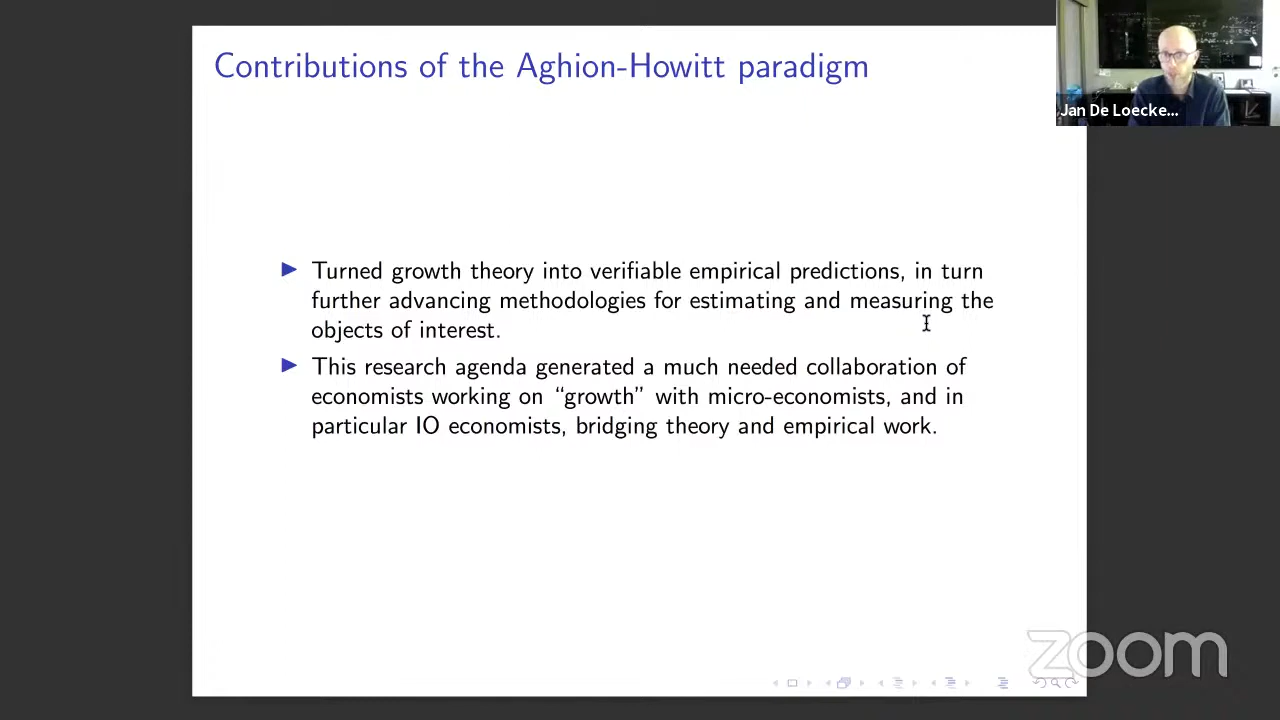 Contributions of the Aghion-Howitt paradigm
Jan De Loecke...
Turned growth theory into verifiable empirical predictions, in turn
further advancing methodologies for estimating and measuring the
objects of interest.
This research agenda generated a much needed collaboration of
economists working on “growth” with micro-economists, and in
particular IO economists, bridging theory and empirical work.
zoom